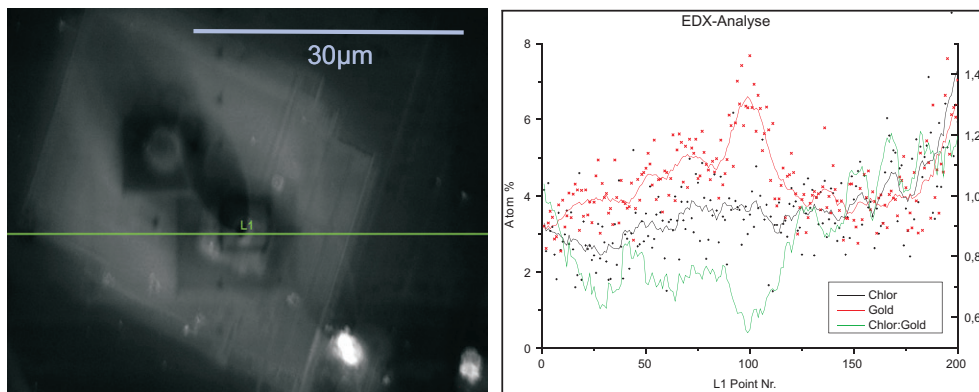 30µm
L1
EDX-Analyse
Atom %
8
6
4
2
0
1,4
1,2
1,0
0,8
0,6
0
50
100
150
200
L1 Point Nr.
Chlor
Gold
Chlor:Gold